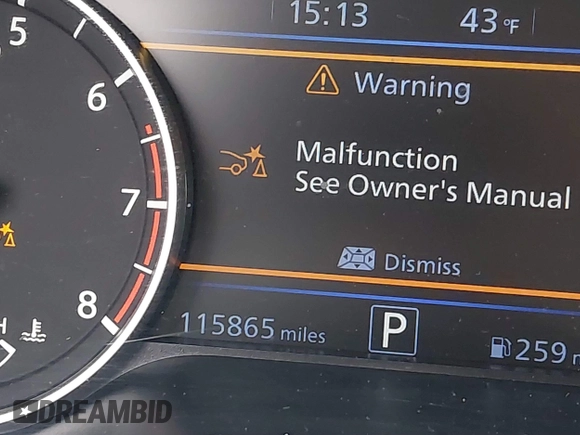 15:13 43 °F
5
6
7
8
Warning
Malfunction
See Owner's Manual
Dismiss
H
115865 miles P 259
DREAMBID